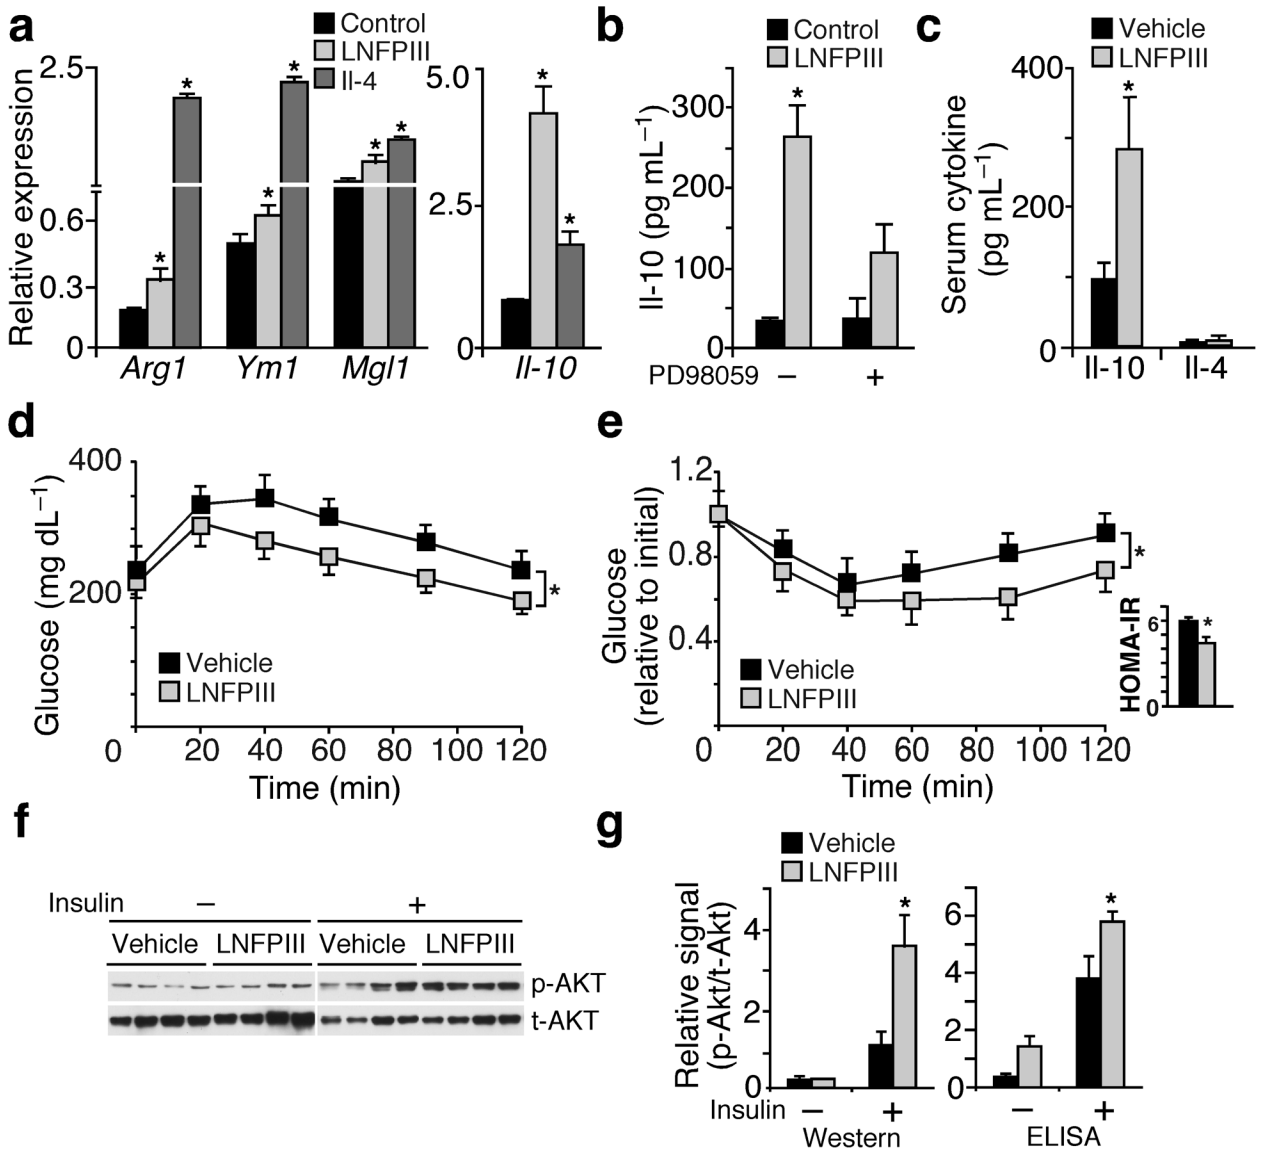 a
Control
LNFPIII
Il-4
Relative expression
2.5
0.6
0.3
0
* * * * * *
Arg1 Ym1 Mgl1
5.0
2.5
0
* *
Il-10
b
Control
LNFPIII
Il-10 (pg mL−1)
300
200
100
0
*
PD98059 − +
c
Vehicle
LNFPIII
Serum cytokine
(pg mL−1)
400
200
0
*
Il-10 Il-4
d
Glucose (mg dL−1)
400
200
*
Vehicle
LNFPIII
0 20 40 60 80 100 120
Time (min)
e
Glucose
(relative to initial)
1.2
0.8
0.4
*
Vehicle
LNFPIII
0 20 40 60 80 100 120
Time (min)
HOMA-IR
6
0
*
f
Insulin − +
Vehicle LNFPIII Vehicle LNFPIII
p-AKT
t-AKT
g
Vehicle
LNFPIII
Relative signal
(p-Akt/t-Akt)
4
2
0
*
6
4
2
0
*
Insulin − + − +
Western ELISA